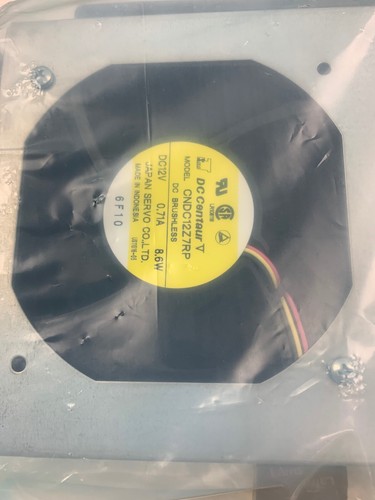 DC Centaur V
MODEL CNDC12Z7RP
DC BRUSHLESS
DC12V 0.71A 8.6W
JAPAN SERVO CO.,LTD.
MADE IN INDONESIA
6F10